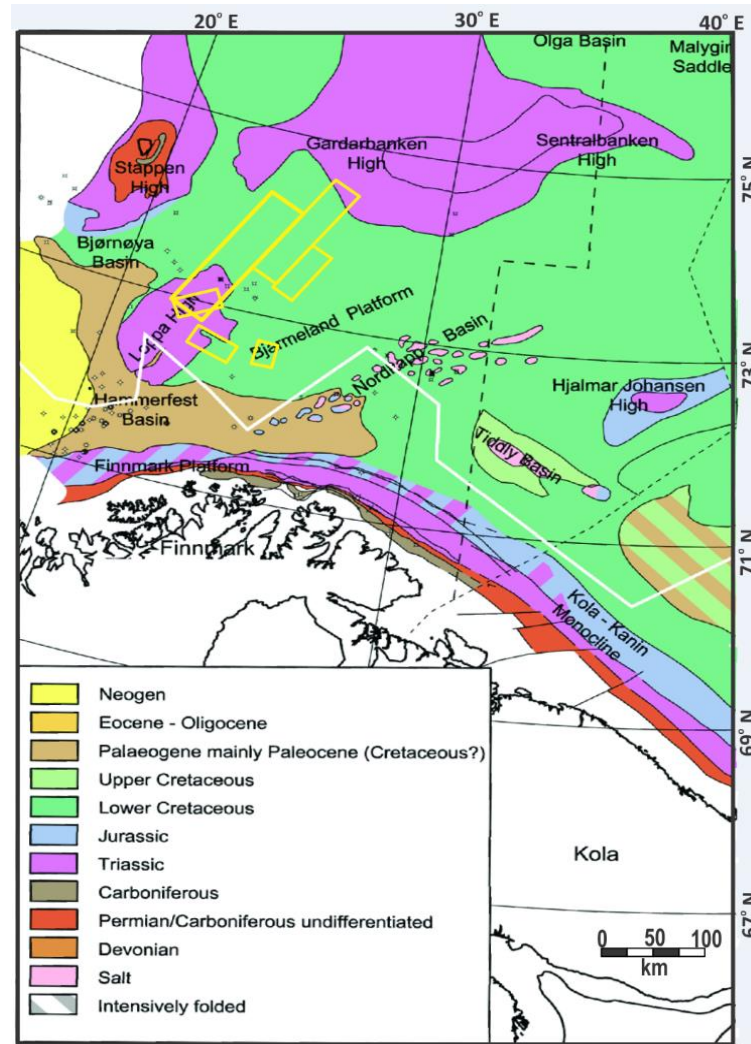 20° E
30° E
40° E
Olga Basin
Malygin
Saddle
Gardarbanken
High
Sentralbanken
High
Stappen
High
75° N
Bjørnøya
Basin
Loppa High
Bjarmeland Platform
Nordkapp Basin
73° N
Hjalmar Johansen
High
Hammerfest
Basin
Tiddly Basin
Finnmark Platform
71° N
Finnmark
Kola - Kanin
Monocline
69° N
Neogen
Eocene - Oligocene
Palaeogene mainly Paleocene (Cretaceous?)
Upper Cretaceous
Lower Cretaceous
Jurassic
Triassic
Carboniferous
Permian/Carboniferous undifferentiated
Devonian
Salt
Intensively folded
Kola
67° N
0 50 100
km